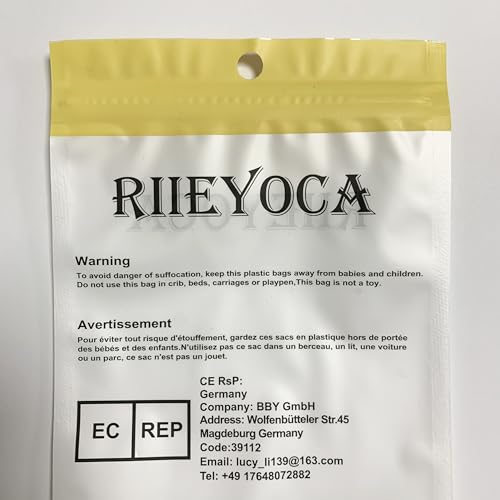 RIIEYOCA
Warning
To avoid danger of suffocation, keep this plastic bags away from babies and children.
Do not use this bag in crib, beds, carriages or playpen,This bag is not a toy.
Avertissement
Pour éviter tout risque d'étouffement, gardez ces sacs en plastique hors de portée
des bébés et des enfants.N'utilisez pas ce sac dans un berceau, un lit, une voiture
ou un parc, ce sac n'est pas un jouet.
EC REP
CE RsP:
Germany
Company: BBY GmbH
Address: Wolfenbütteler Str.45
Magdeburg Germany
Code:39112
Email: lucy_li139@163.com
Tel: +49 17648072882